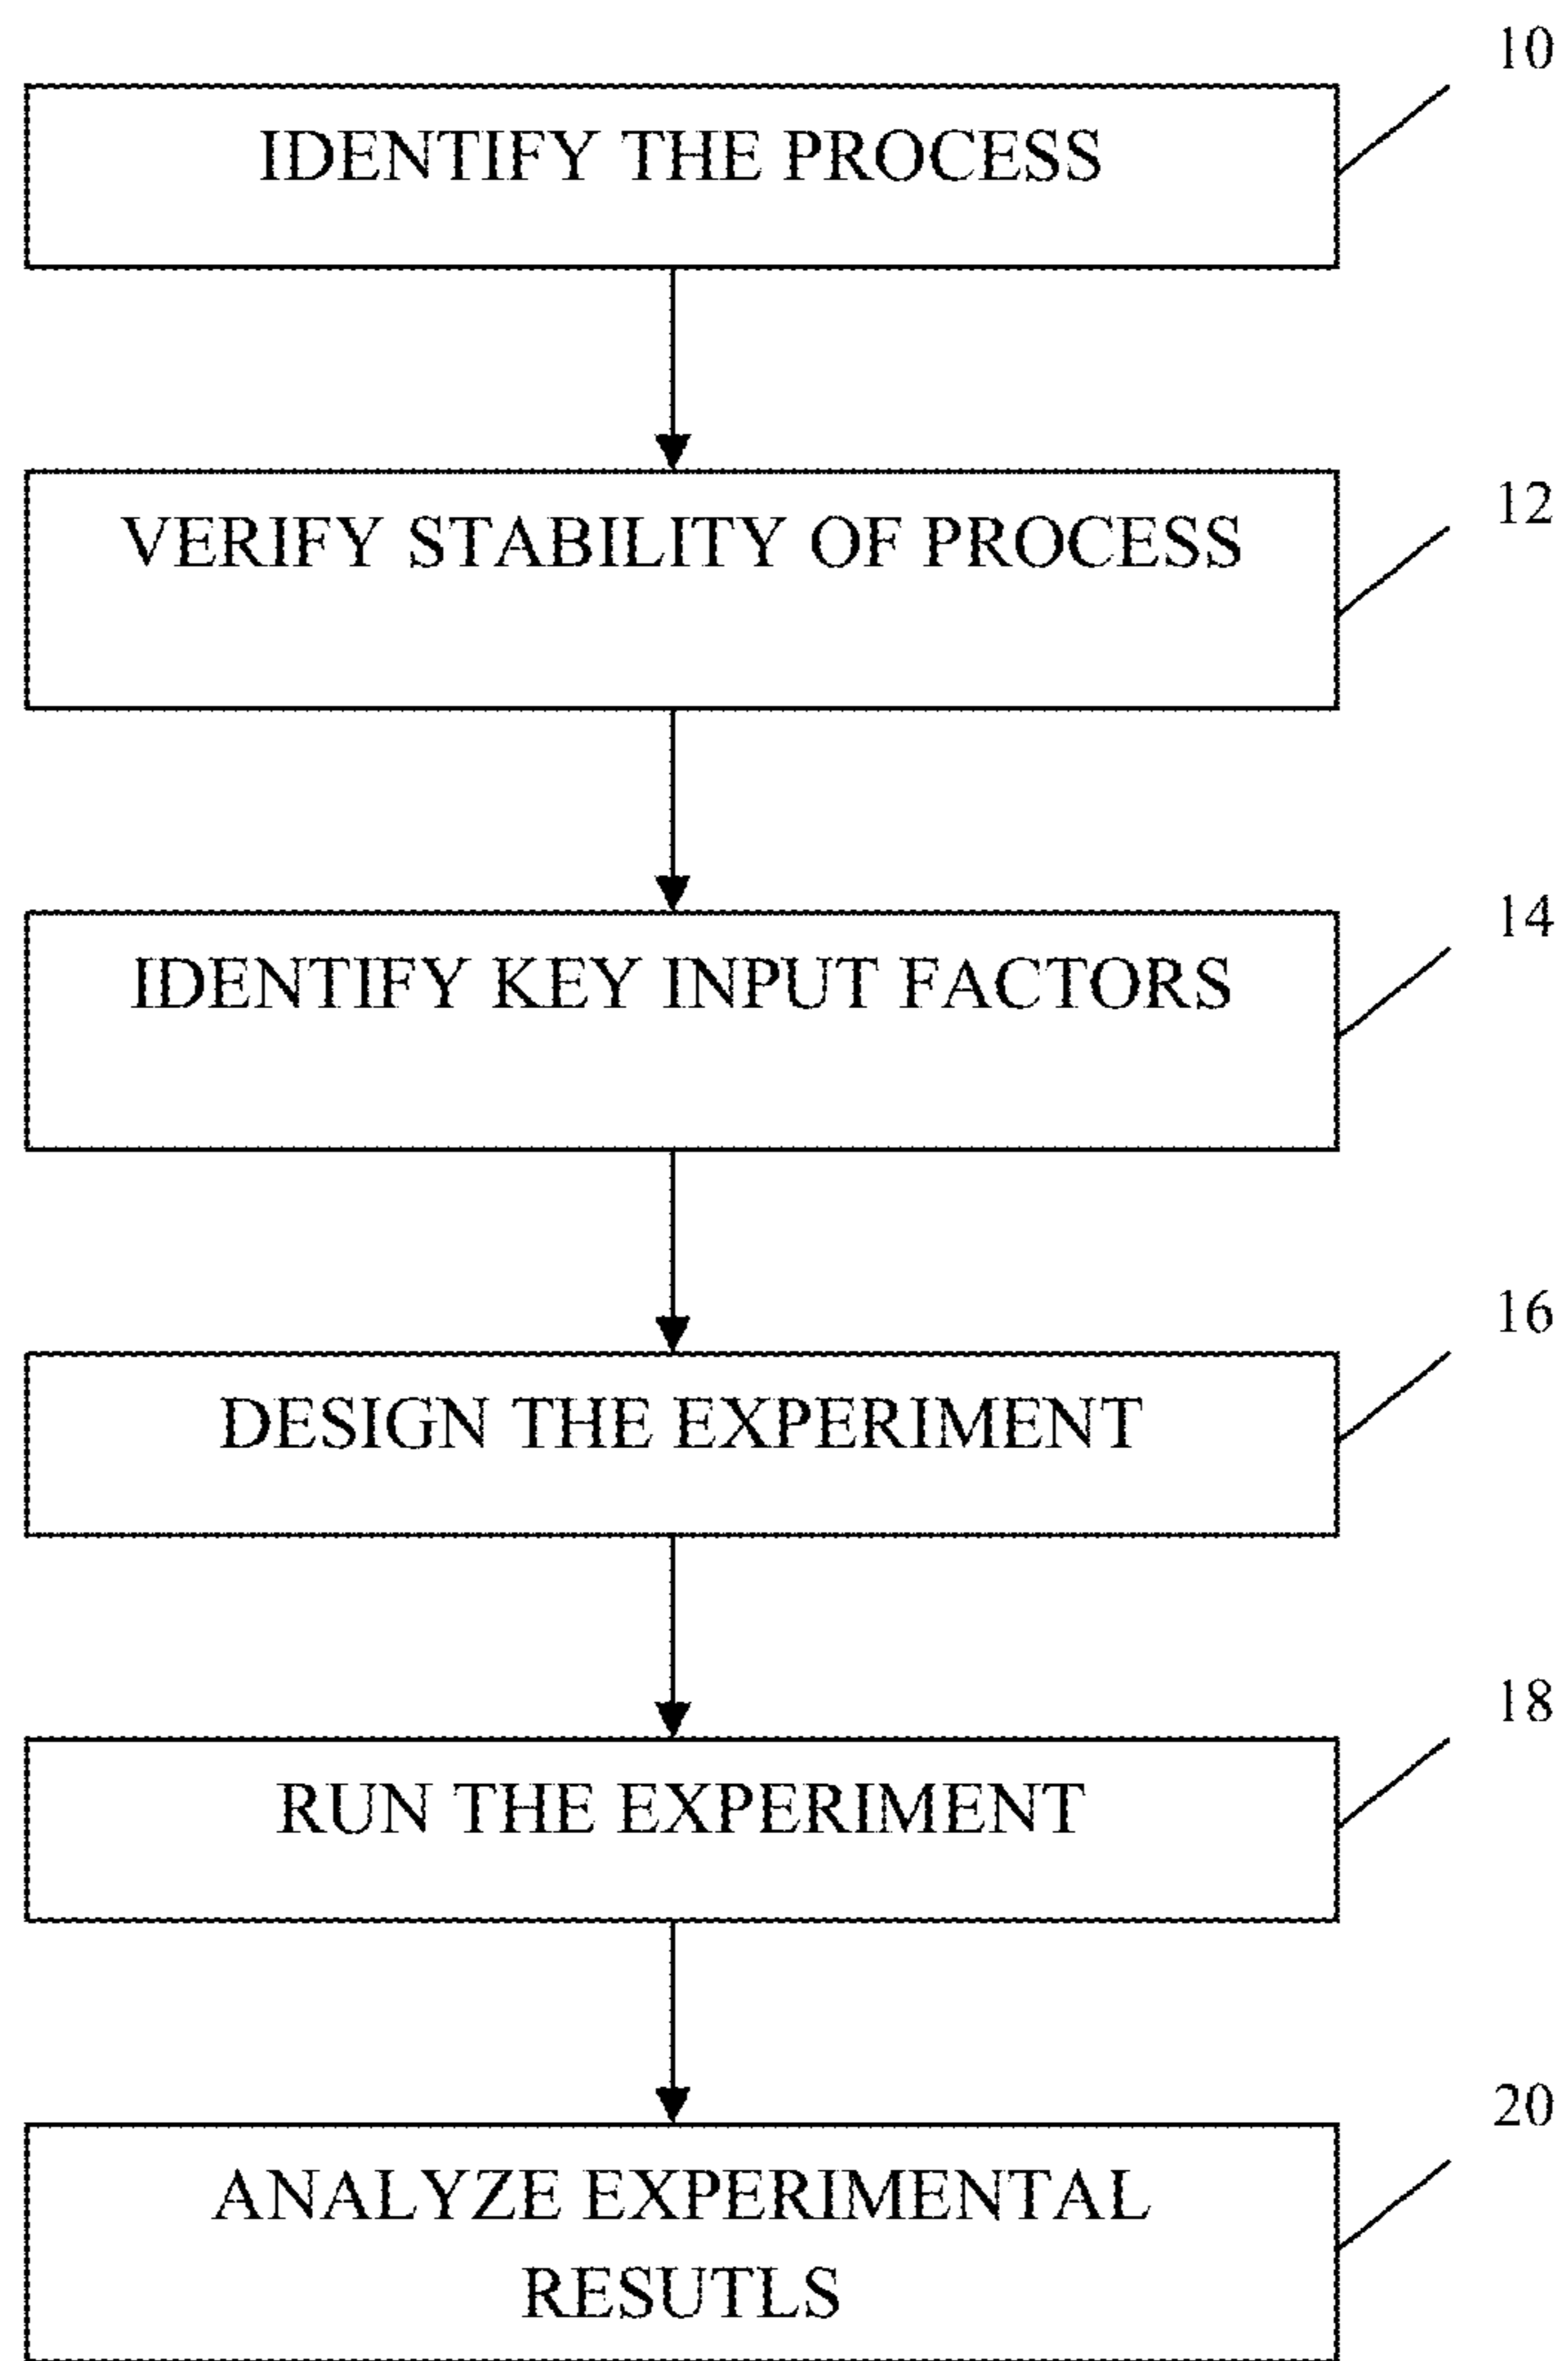 10
IDENTIFY THE PROCESS
12
VERIFY STABILITY OF PROCESS
14
IDENTIFY KEY INPUT FACTORS
16
DESIGN THE EXPERIMENT
18
RUN THE EXPERIMENT
20
ANALYZE EXPERIMENTAL
RESUTLS